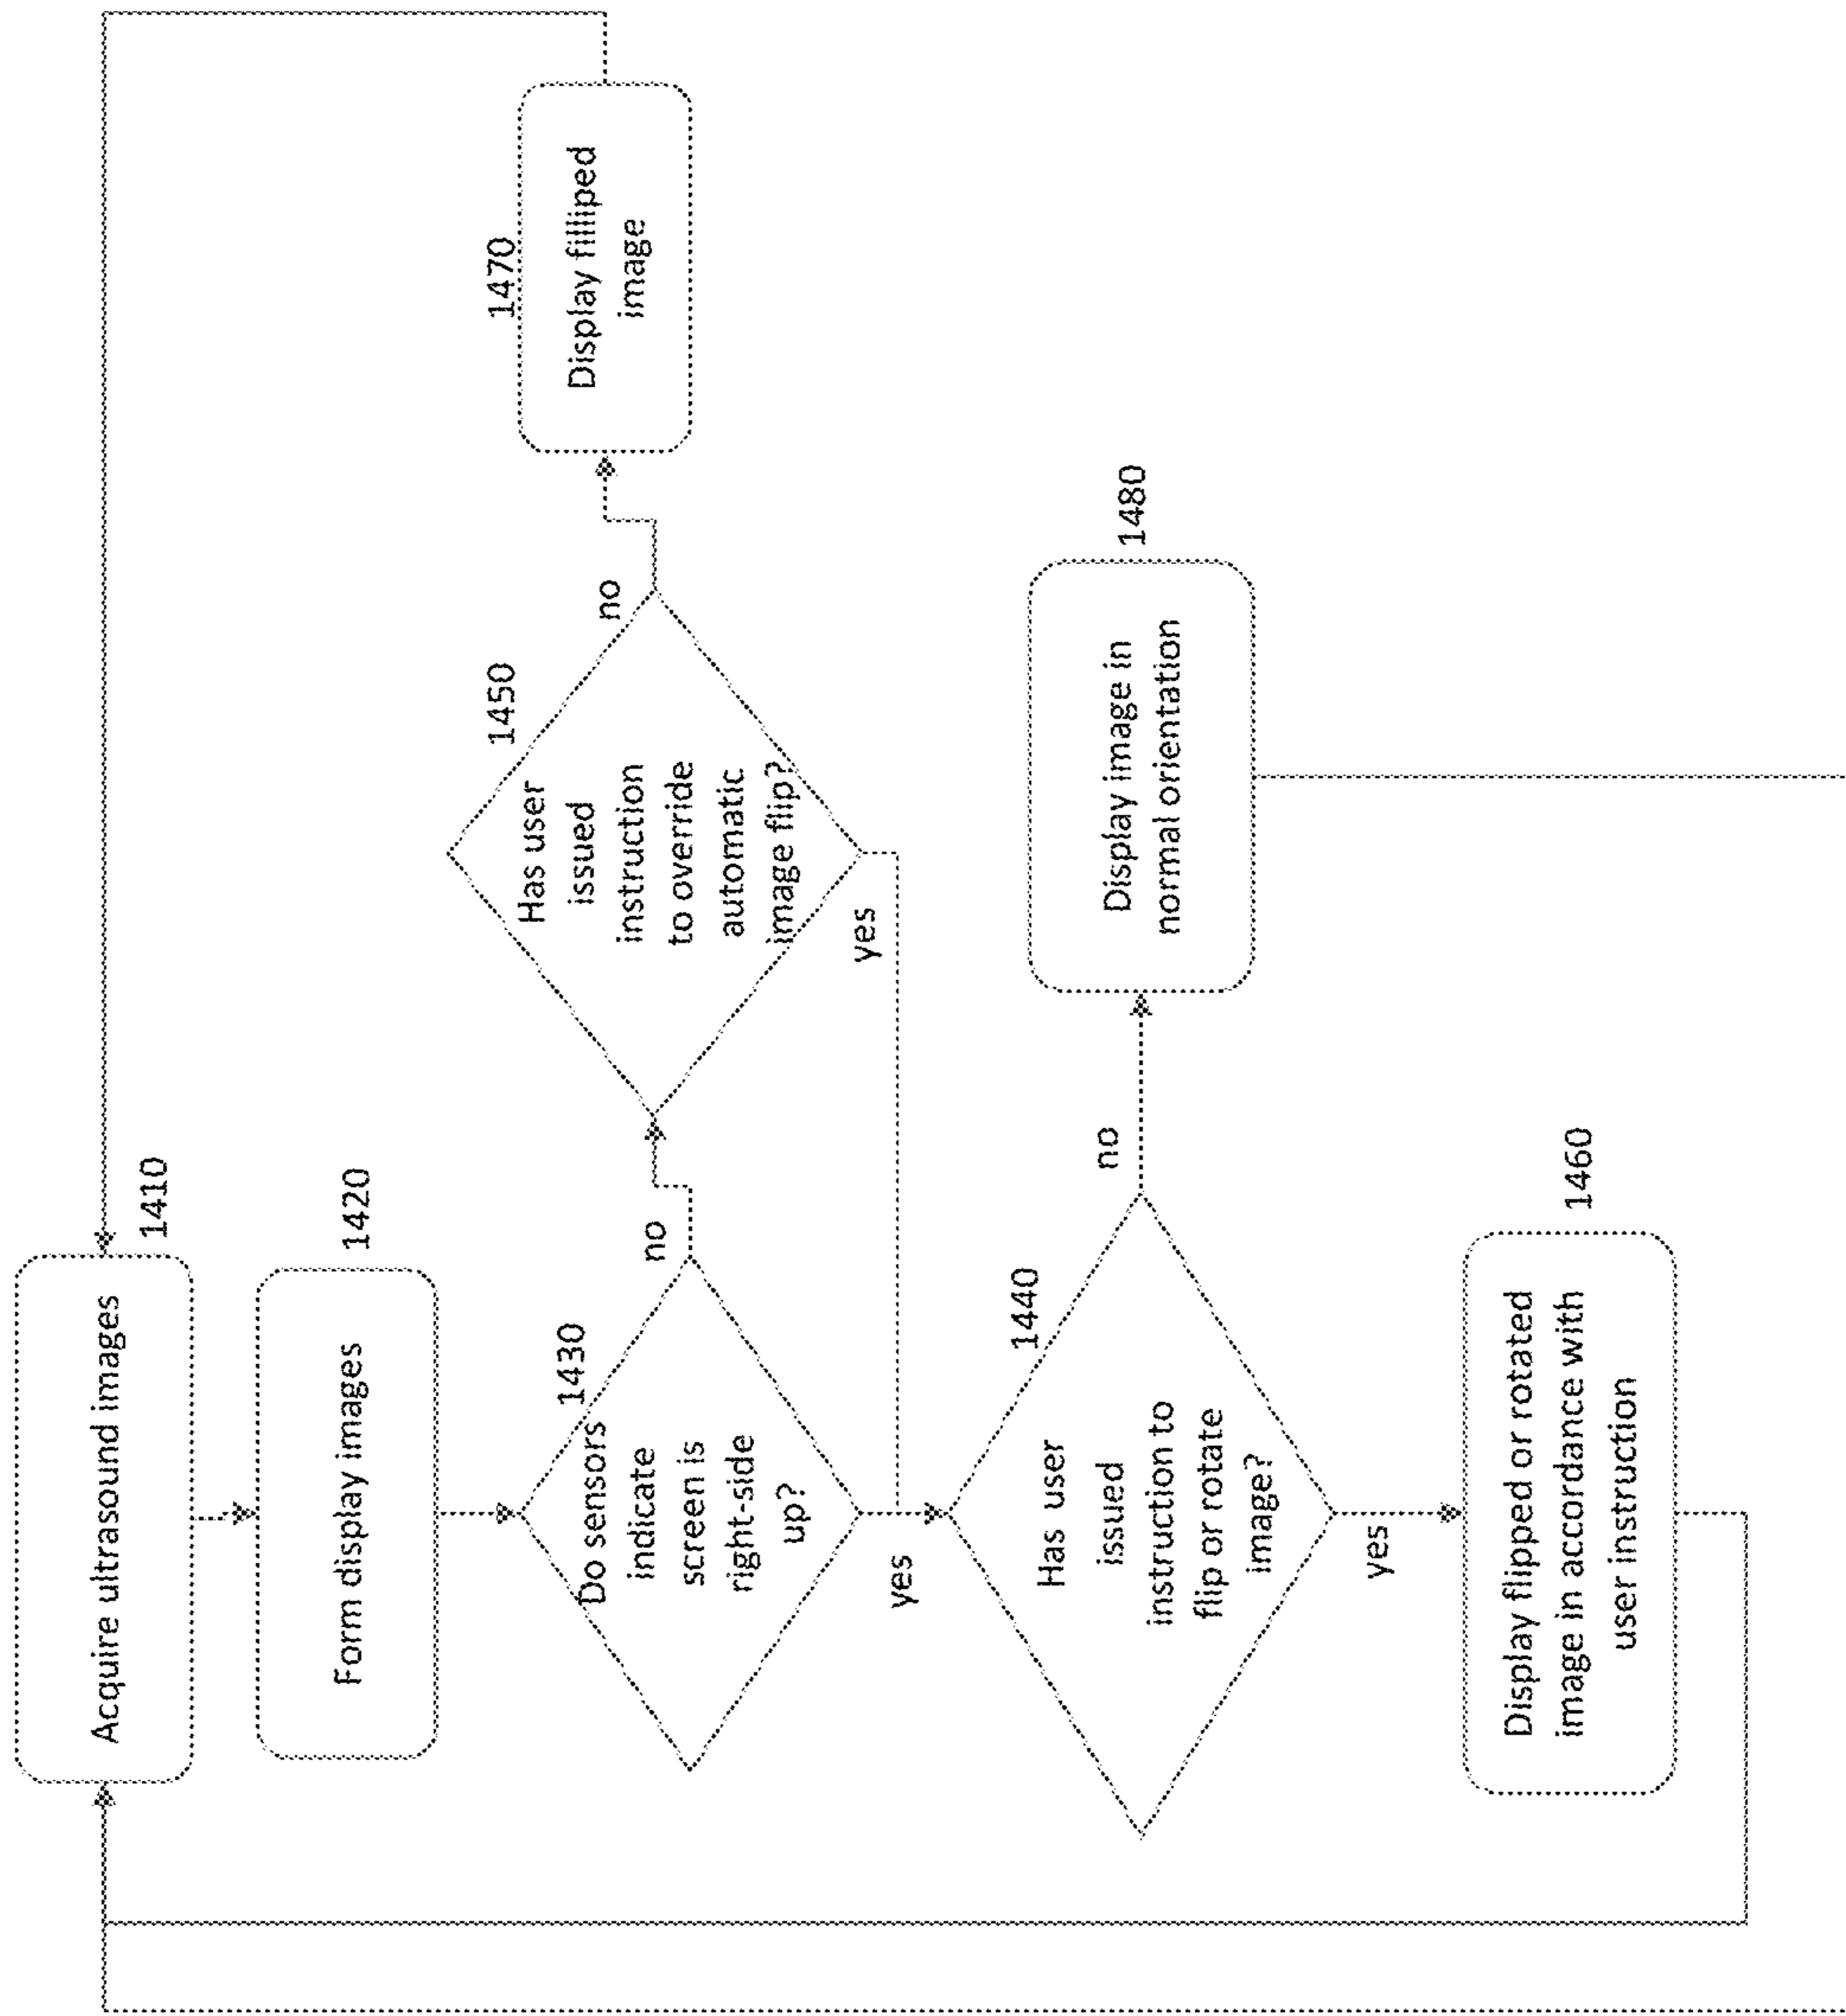 Acquire ultrasound images
1410
Form display images
1420
Do sensors
indicate
screen is
right-side
up?
1430
no
yes
Has user
issued
instruction
to override
automatic
image flip?
1450
no
yes
Display filliped
image
1470
Has user
issued
instruction to
flip or rotate
image?
1440
no
yes
Display image in
normal orientation
1480
Display flipped or rotated
image in accordance with
user instruction
1460